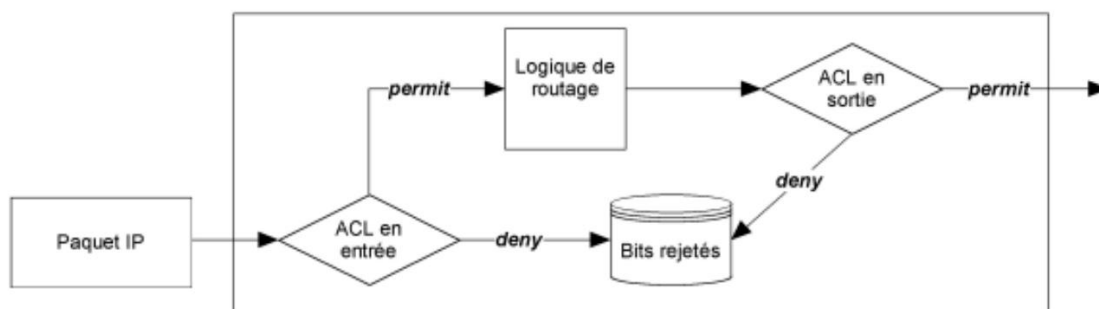 Logique de
routage
ACL en
sortie
permit
permit
deny
Paquet IP
ACL en
entrée
deny
Bits rejetés